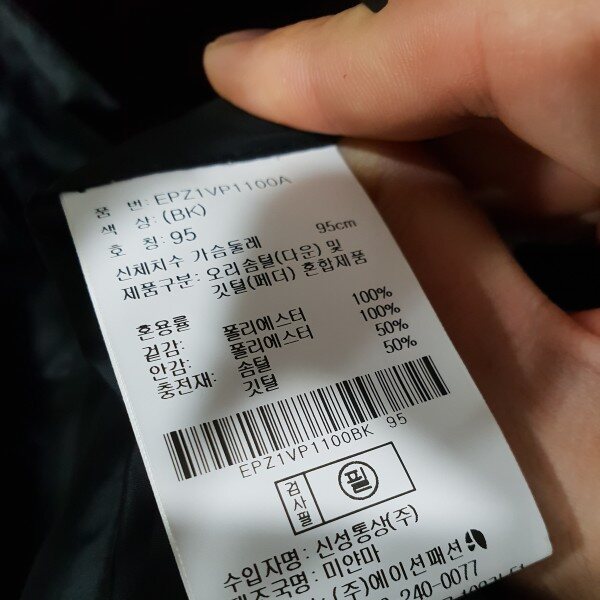 품 번: EPZ1VP1100A
색 상: (BK)
호 칭: 95
신체치수 가슴둘레 95cm
제품구분: 오리솜털(다운) 및
깃털(페더) 혼합제품
혼용률
겉감: 폴리에스터 100%
안감: 폴리에스터 100%
충전재: 솜털 50%
깃털 50%
EPZ1VP1100BK 95
검사필 필
수입자명: 신성통상(주)
제조국명: 미얀마
(주)에이션패션
240-0077